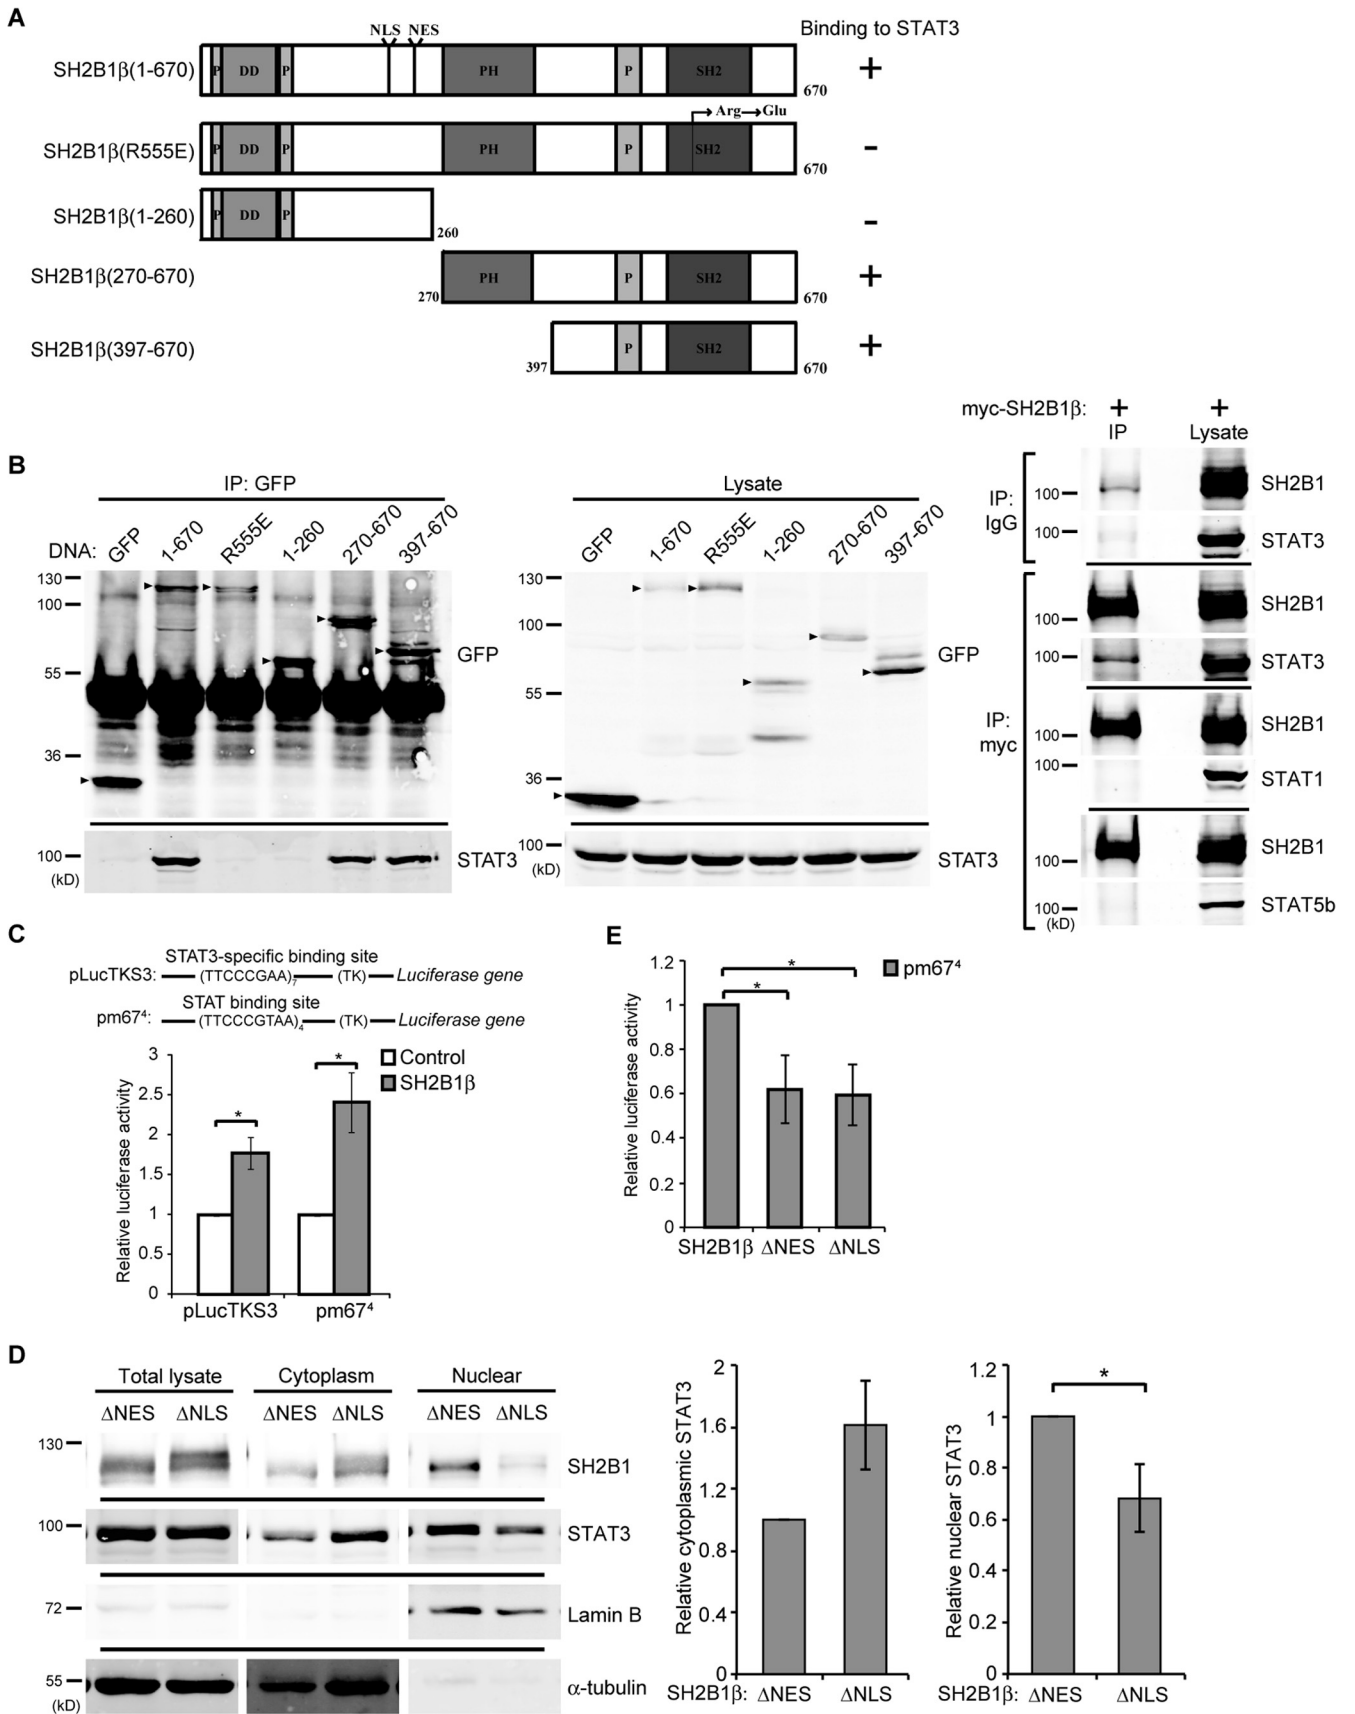 A
NLS NES
Binding to STAT3
SH2B1β(1-670) P DD P PH P SH2 670 +
Arg Glu
SH2B1β(R555E) P DD P PH P SH2 670 -
SH2B1β(1-260) P DD P 260 -
SH2B1β(270-670) 270 PH P SH2 670 +
SH2B1β(397-670) 397 P SH2 670 +
B
IP: GFP
DNA: GFP 1-670 R555E 1-260 270-670 397-670
130
100
55
36
GFP
100
(kD)
STAT3
Lysate
GFP 1-670 R555E 1-260 270-670 397-670
130
100
55
36
GFP
100
(kD)
STAT3
myc-SH2B1β: + +
IP Lysate
IP:
IgG
100 SH2B1
100 STAT3
IP:
myc
100 SH2B1
100 STAT3
100 SH2B1
100 STAT1
100 SH2B1
100 STAT5b
(kD)
C
STAT3-specific binding site
pLucTKS3: (TTCCCGAA)7 (TK) Luciferase gene
STAT binding site
pm67⁴: (TTCCCGTAA)4 (TK) Luciferase gene
Relative luciferase activity
3
2.5
2
1.5
1
0.5
0
* *
Control
SH2B1β
pLucTKS3 pm67⁴
E
Relative luciferase activity
1.2
1
0.8
0.6
0.4
0.2
0
*
*
pm67⁴
SH2B1β ΔNES ΔNLS
D
Total lysate Cytoplasm Nuclear
ΔNES ΔNLS ΔNES ΔNLS ΔNES ΔNLS
130 SH2B1
100 STAT3
72 Lamin B
55 α-tubulin
(kD)
Relative cytoplasmic STAT3
2
1.6
1.2
0.8
0.4
0
SH2B1β: ΔNES ΔNLS
Relative nuclear STAT3
1.2
1
0.8
0.6
0.4
0.2
0
*
SH2B1β: ΔNES ΔNLS